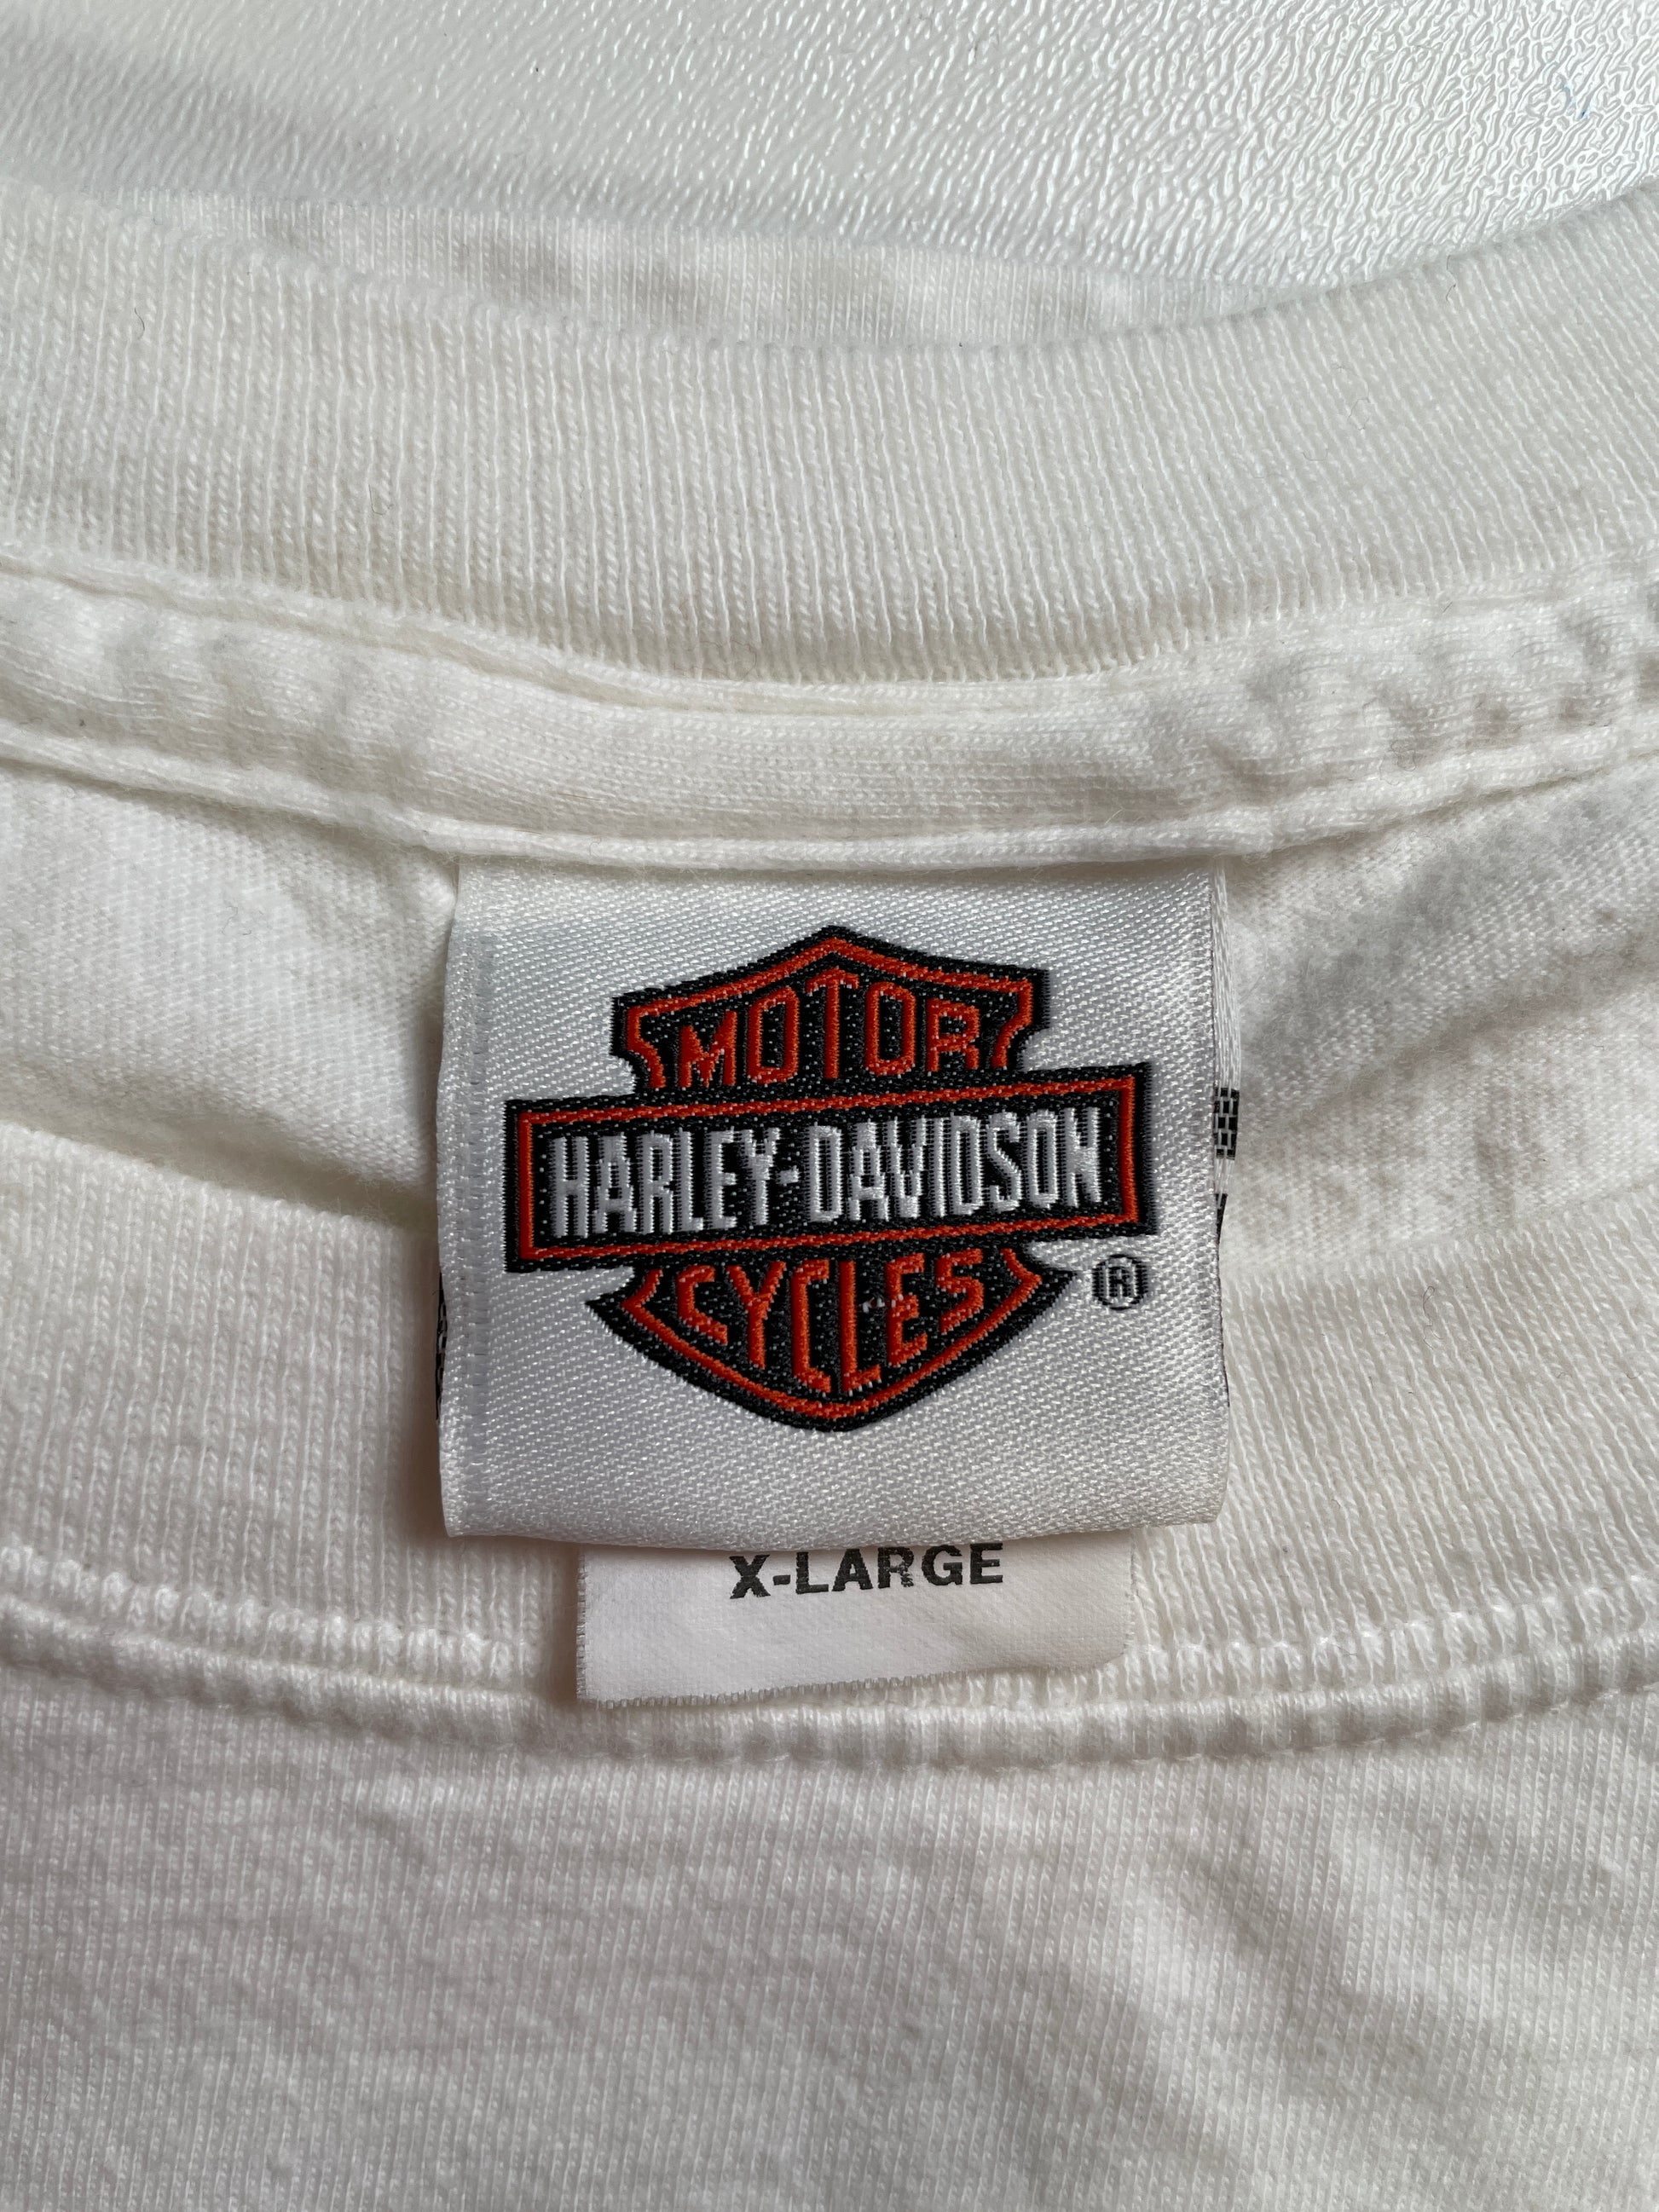 MOTOR
HARLEY-DAVIDSON
CYCLES
®
X-LARGE